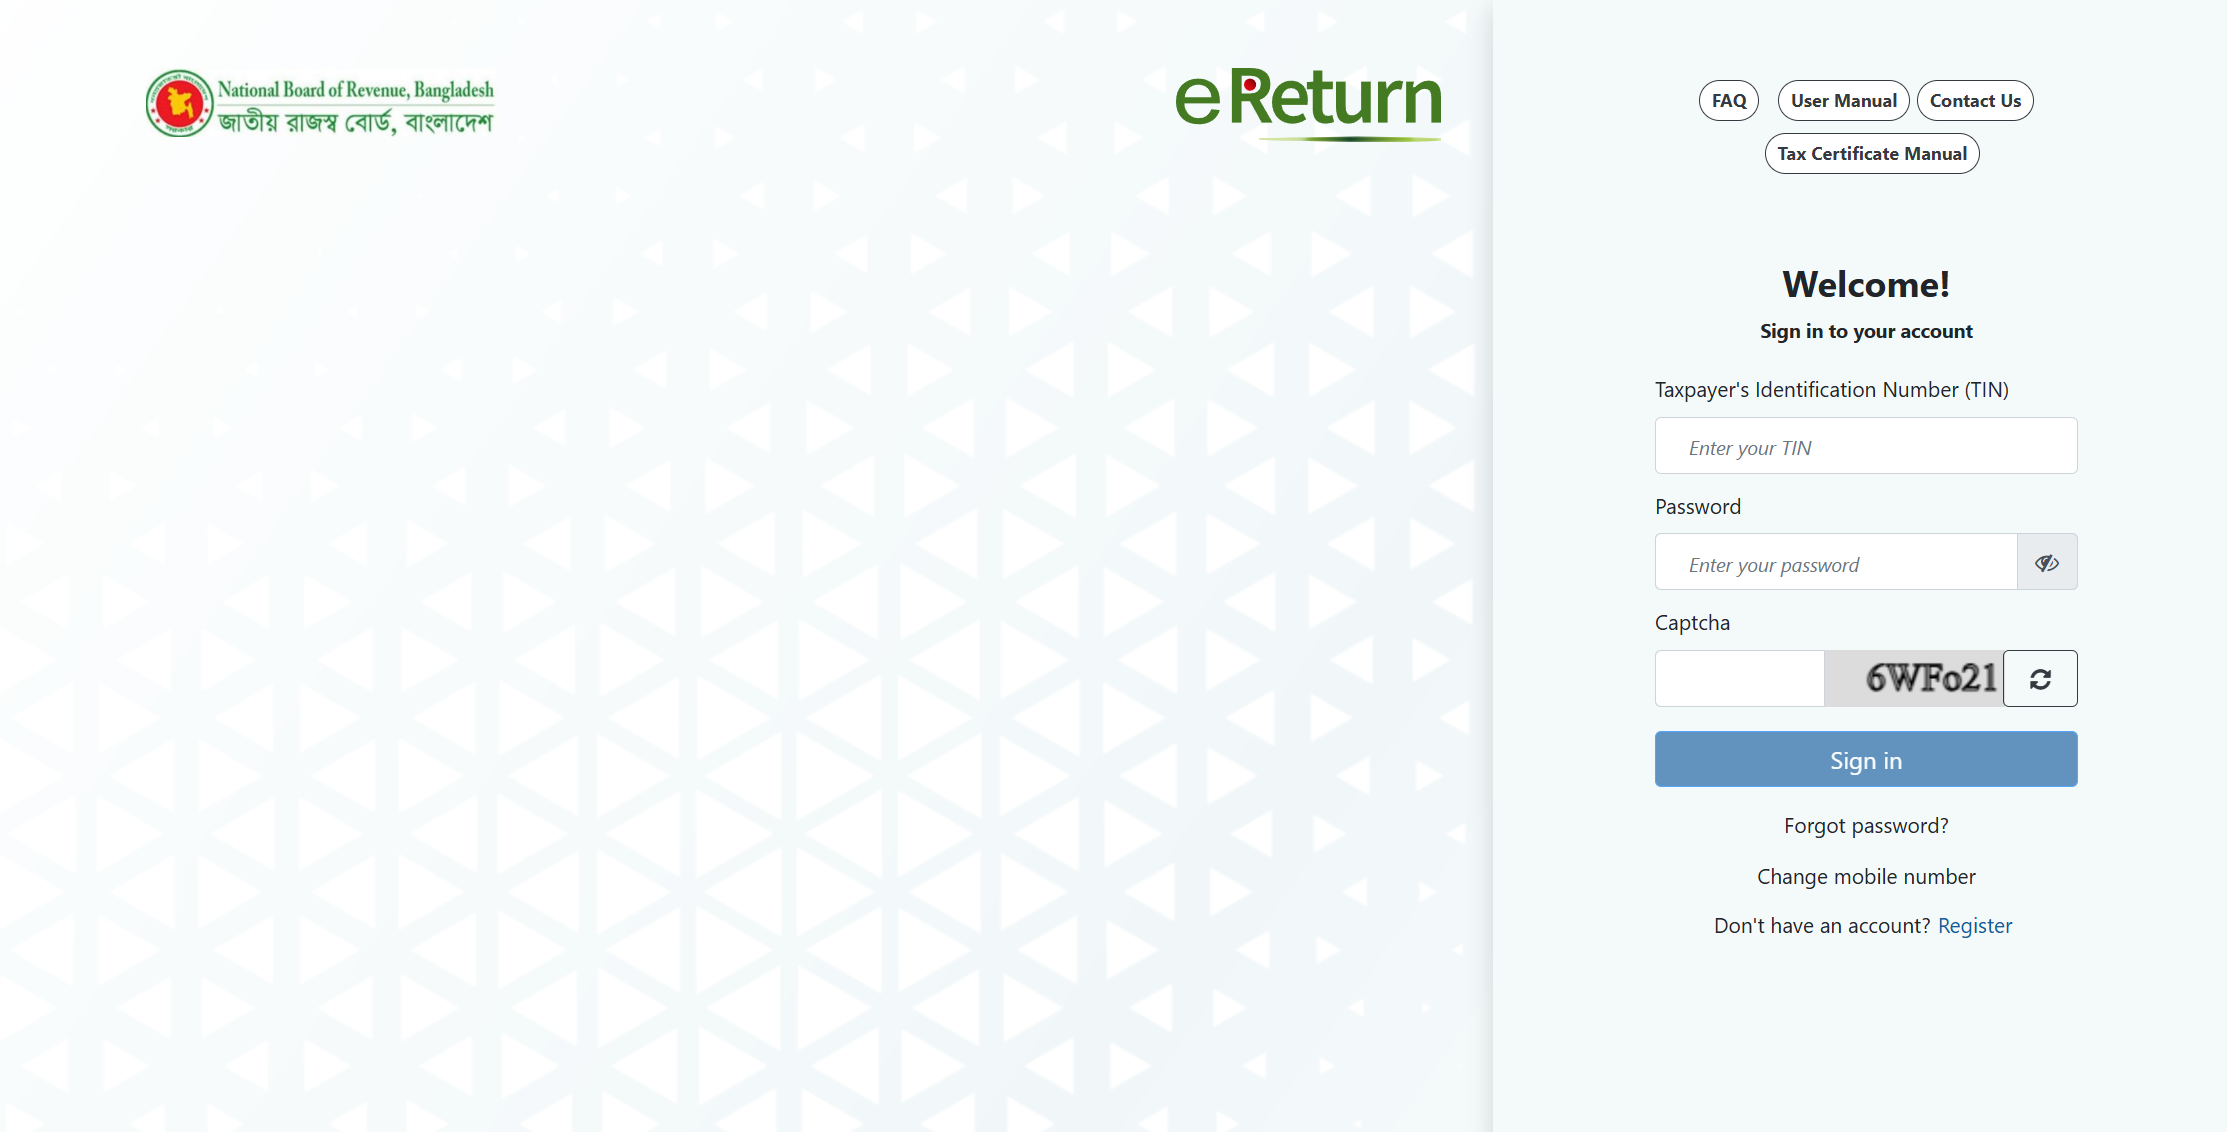 National Board of Revenue, Bangladesh
জাতীয় রাজস্ব বোর্ড, বাংলাদেশ
eReturn
FAQ
User Manual
Contact Us
Tax Certificate Manual
Welcome!
Sign in to your account
Taxpayer's Identification Number (TIN)
Enter your TIN
Password
Enter your password
Captcha
6WFo21
Sign in
Forgot password?
Change mobile number
Don't have an account? Register